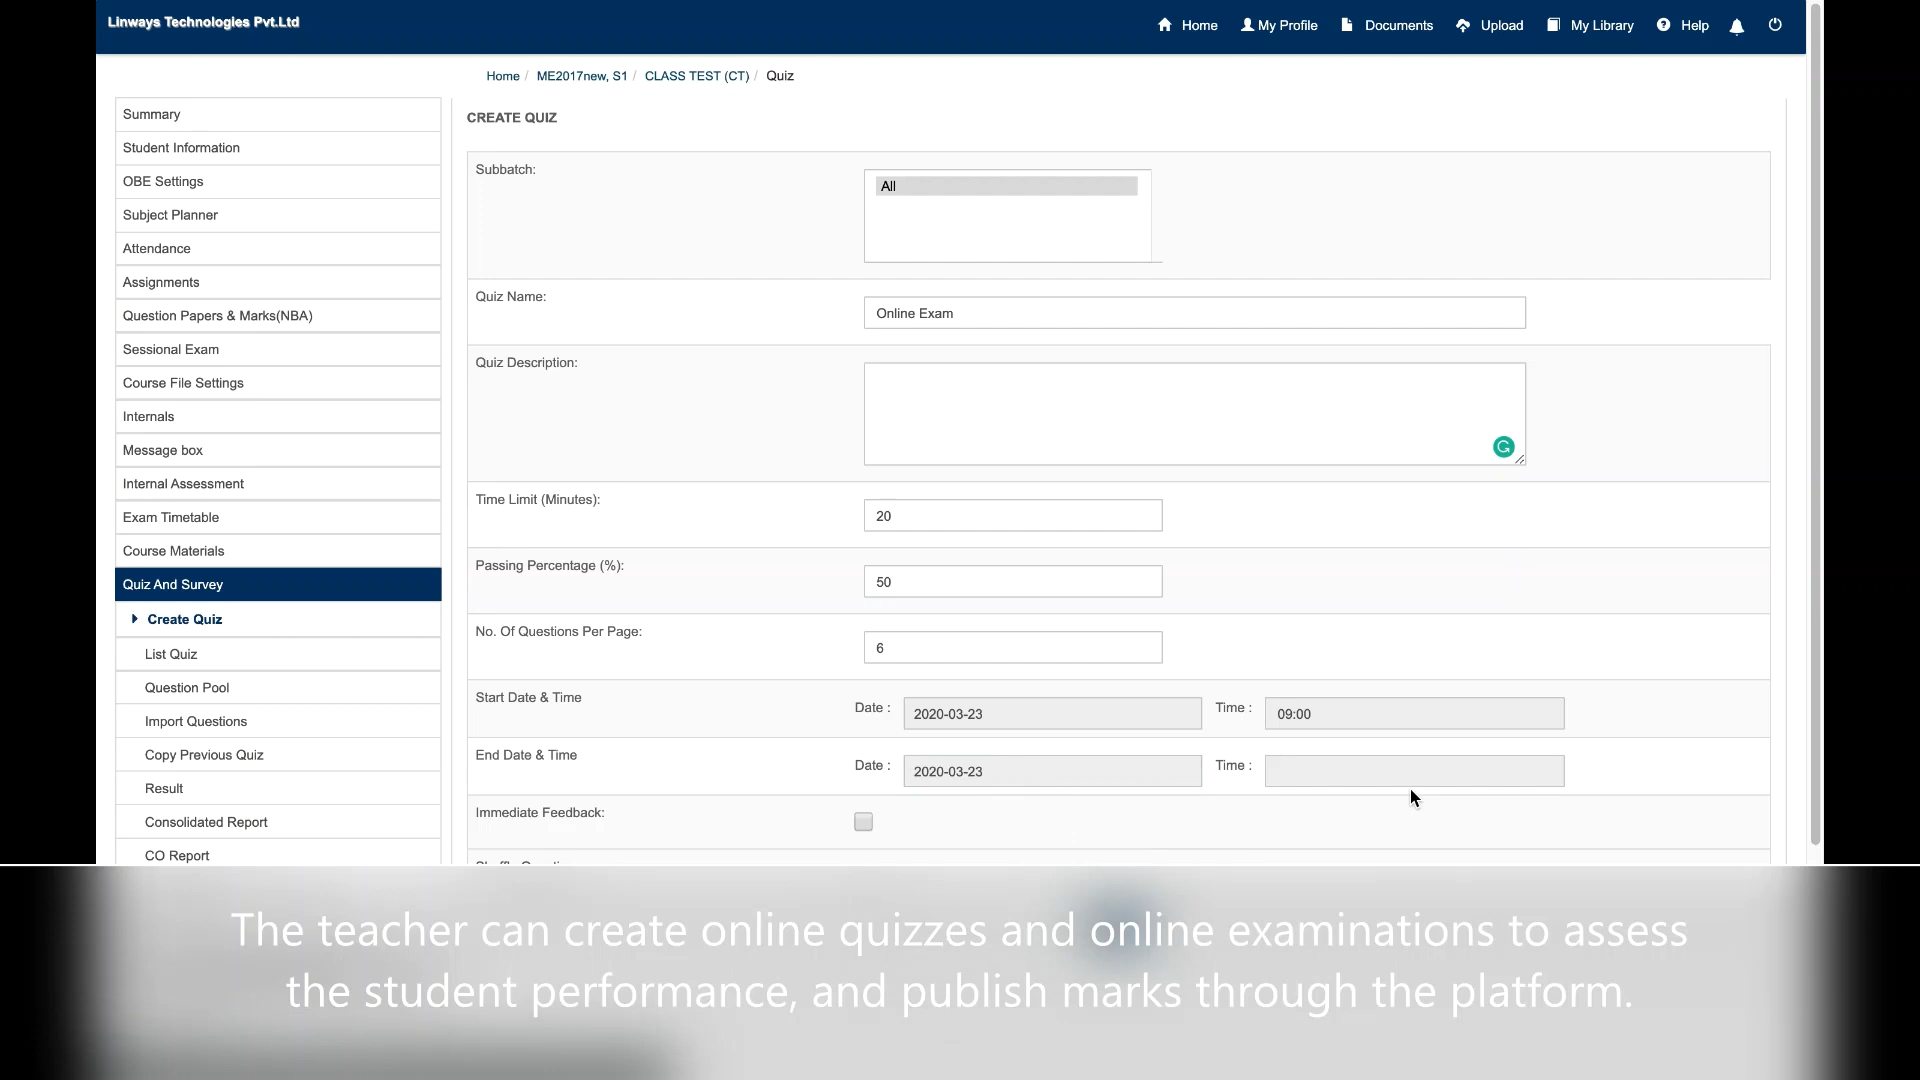 Linways Technologies Pvt.Ltd
Home My Profile Documents Upload My Library Help
Home / ME2017new, S1 / CLASS TEST (CT) / Quiz
Summary
Student Information
OBE Settings
Subject Planner
Attendance
Assignments
Question Papers & Marks(NBA)
Sessional Exam
Course File Settings
Internals
Message box
Internal Assessment
Exam Timetable
Course Materials
Quiz And Survey
Create Quiz
List Quiz
Question Pool
Import Questions
Copy Previous Quiz
Result
Consolidated Report
CO Report
CREATE QUIZ
Subbatch:
All
Quiz Name:
Online Exam
Quiz Description:
Time Limit (Minutes):
20
Passing Percentage (%):
50
No. Of Questions Per Page:
6
Start Date & Time
Date : 2020-03-23 Time : 09:00
End Date & Time
Date : 2020-03-23 Time :
Immediate Feedback:
The teacher can create online quizzes and online examinations to assess
the student performance, and publish marks through the platform.